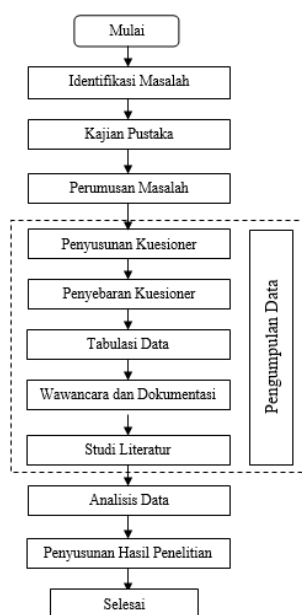 Mulai
Identifikasi Masalah
Kajian Pustaka
Perumusan Masalah
Penyusunan Kuesioner
Penyebaran Kuesioner
Tabulasi Data
Wawancara dan Dokumentasi
Studi Literatur
Pengumpulan Data
Analisis Data
Penyusunan Hasil Penelitian
Selesai